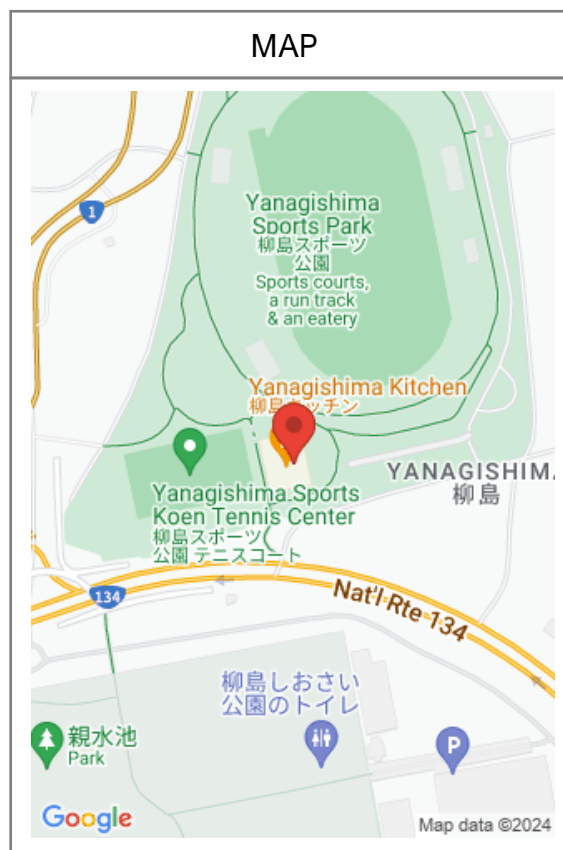 MAP
1
Yanagishima
Sports Park
柳島スポーツ
公園
Sports courts,
a run track
& an eatery
Yanagishima Kitchen
柳島キッチン
YANAGISHIMA
柳島
Yanagishima Sports
Koen Tennis Center
柳島スポーツ
公園 テニスコート
134
Nat'l Rte 134
柳島しおさい
公園のトイレ
親水池
Park
P
Google
Map data ©2024